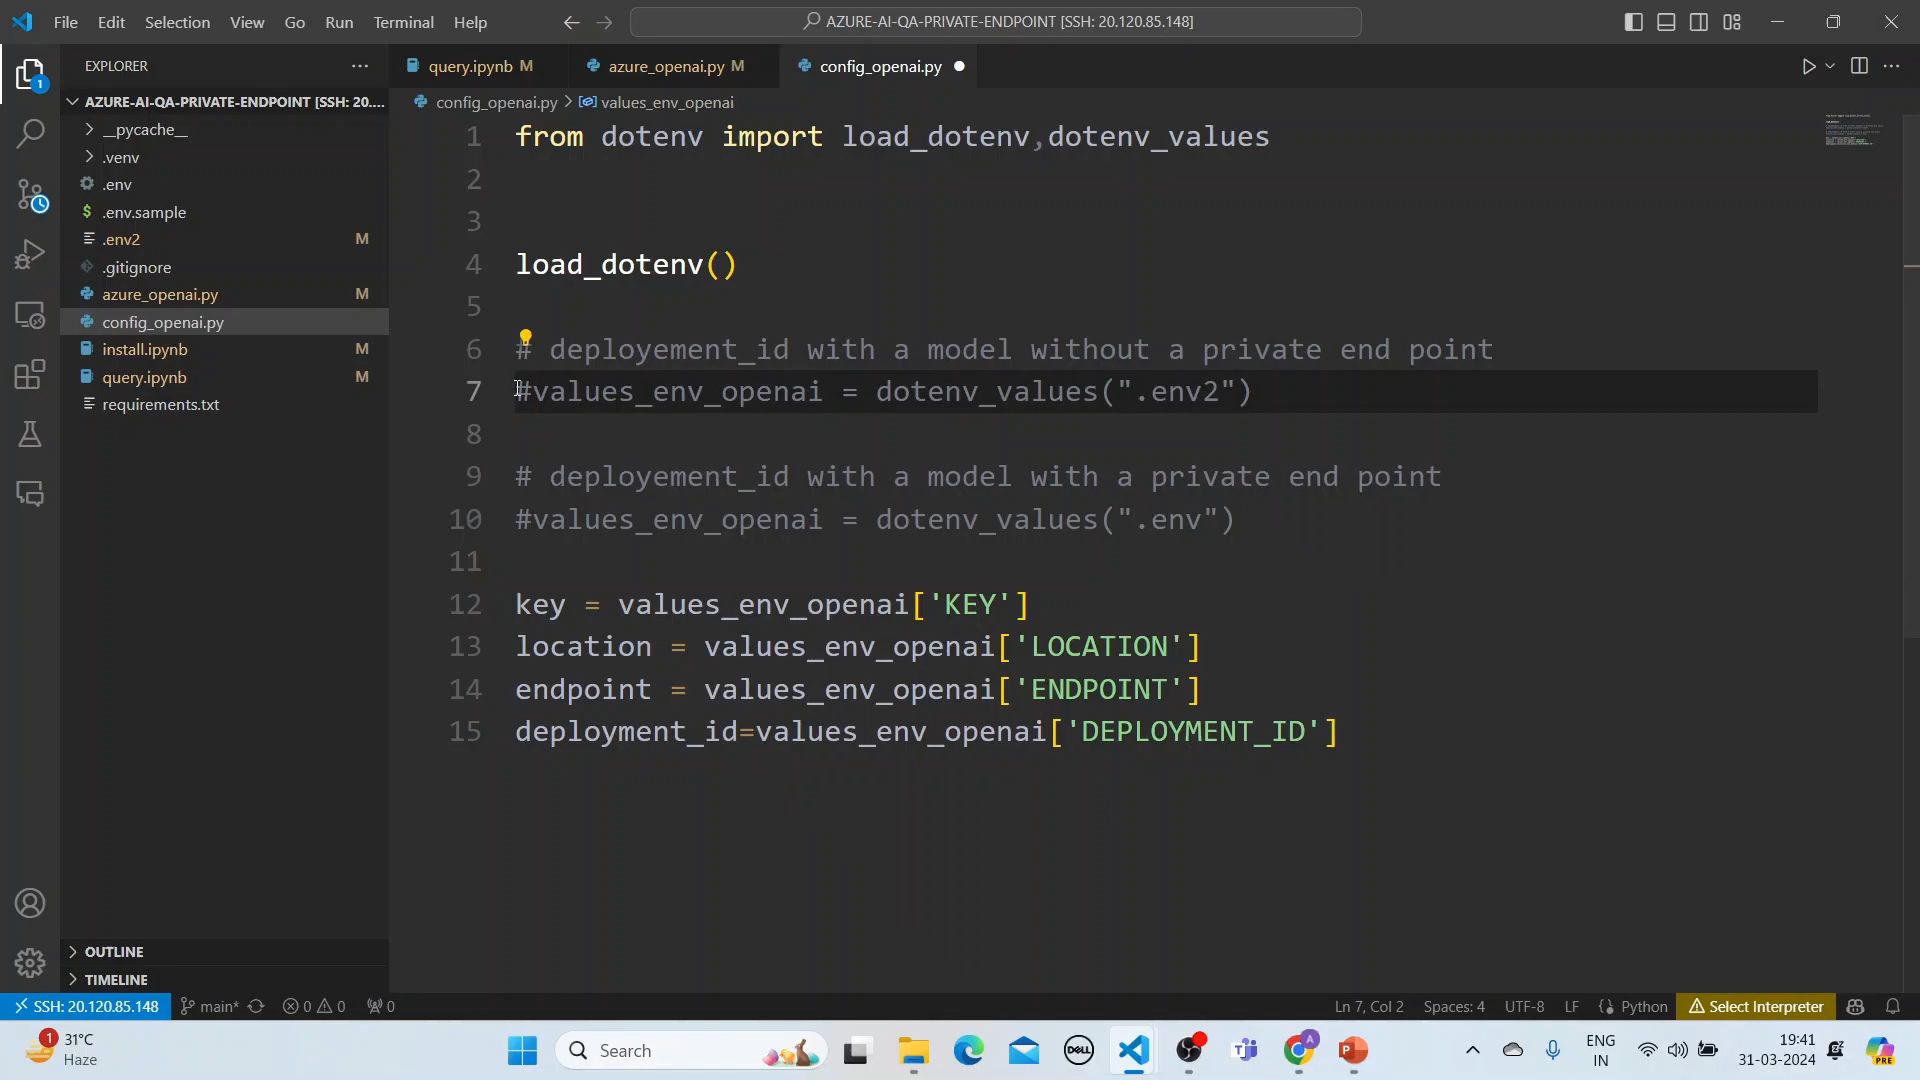 File Edit Selection View Go Run Terminal Help
AZURE-AI-QA-PRIVATE-ENDPOINT [SSH: 20.120.85.148]
EXPLORER
query.ipynb M
azure_openai.py M
config_openai.py
AZURE-AI-QA-PRIVATE-ENDPOINT [SSH: 20....
config_openai.py > values_env_openai
__pycache__
.venv
.env
.env.sample
.env2 M
.gitignore
azure_openai.py M
config_openai.py
install.ipynb M
query.ipynb M
requirements.txt
1 from dotenv import load_dotenv,dotenv_values
2
3
4 load_dotenv()
5
6 # deployement_id with a model without a private end point
7 #values_env_openai = dotenv_values(".env2")
8
9 # deployement_id with a model with a private end point
10 #values_env_openai = dotenv_values(".env")
11
12 key = values_env_openai['KEY']
13 location = values_env_openai['LOCATION']
14 endpoint = values_env_openai['ENDPOINT']
15 deployment_id=values_env_openai['DEPLOYMENT_ID']
OUTLINE
TIMELINE
SSH: 20.120.85.148 main* 0 0 0
Ln 7, Col 2 Spaces: 4 UTF-8 LF Python Select Interpreter
1
31°C
Haze
Search
DELL
ENG
IN
19:41
31-03-2024
PRE